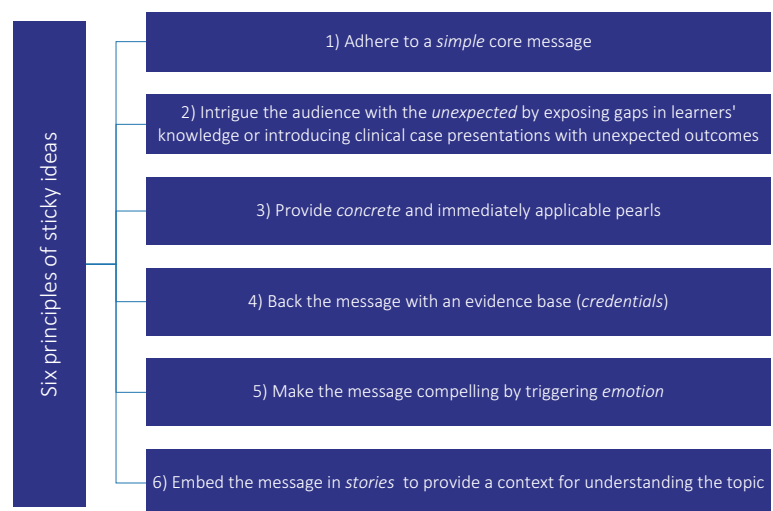 Six principles of sticky ideas
1) Adhere to a simple core message
2) Intrigue the audience with the unexpected by exposing gaps in learners'
knowledge or introducing clinical case presentations with unexpected outcomes
3) Provide concrete and immediately applicable pearls
4) Back the message with an evidence base (credentials)
5) Make the message compelling by triggering emotion
6) Embed the message in stories to provide a context for understanding the topic